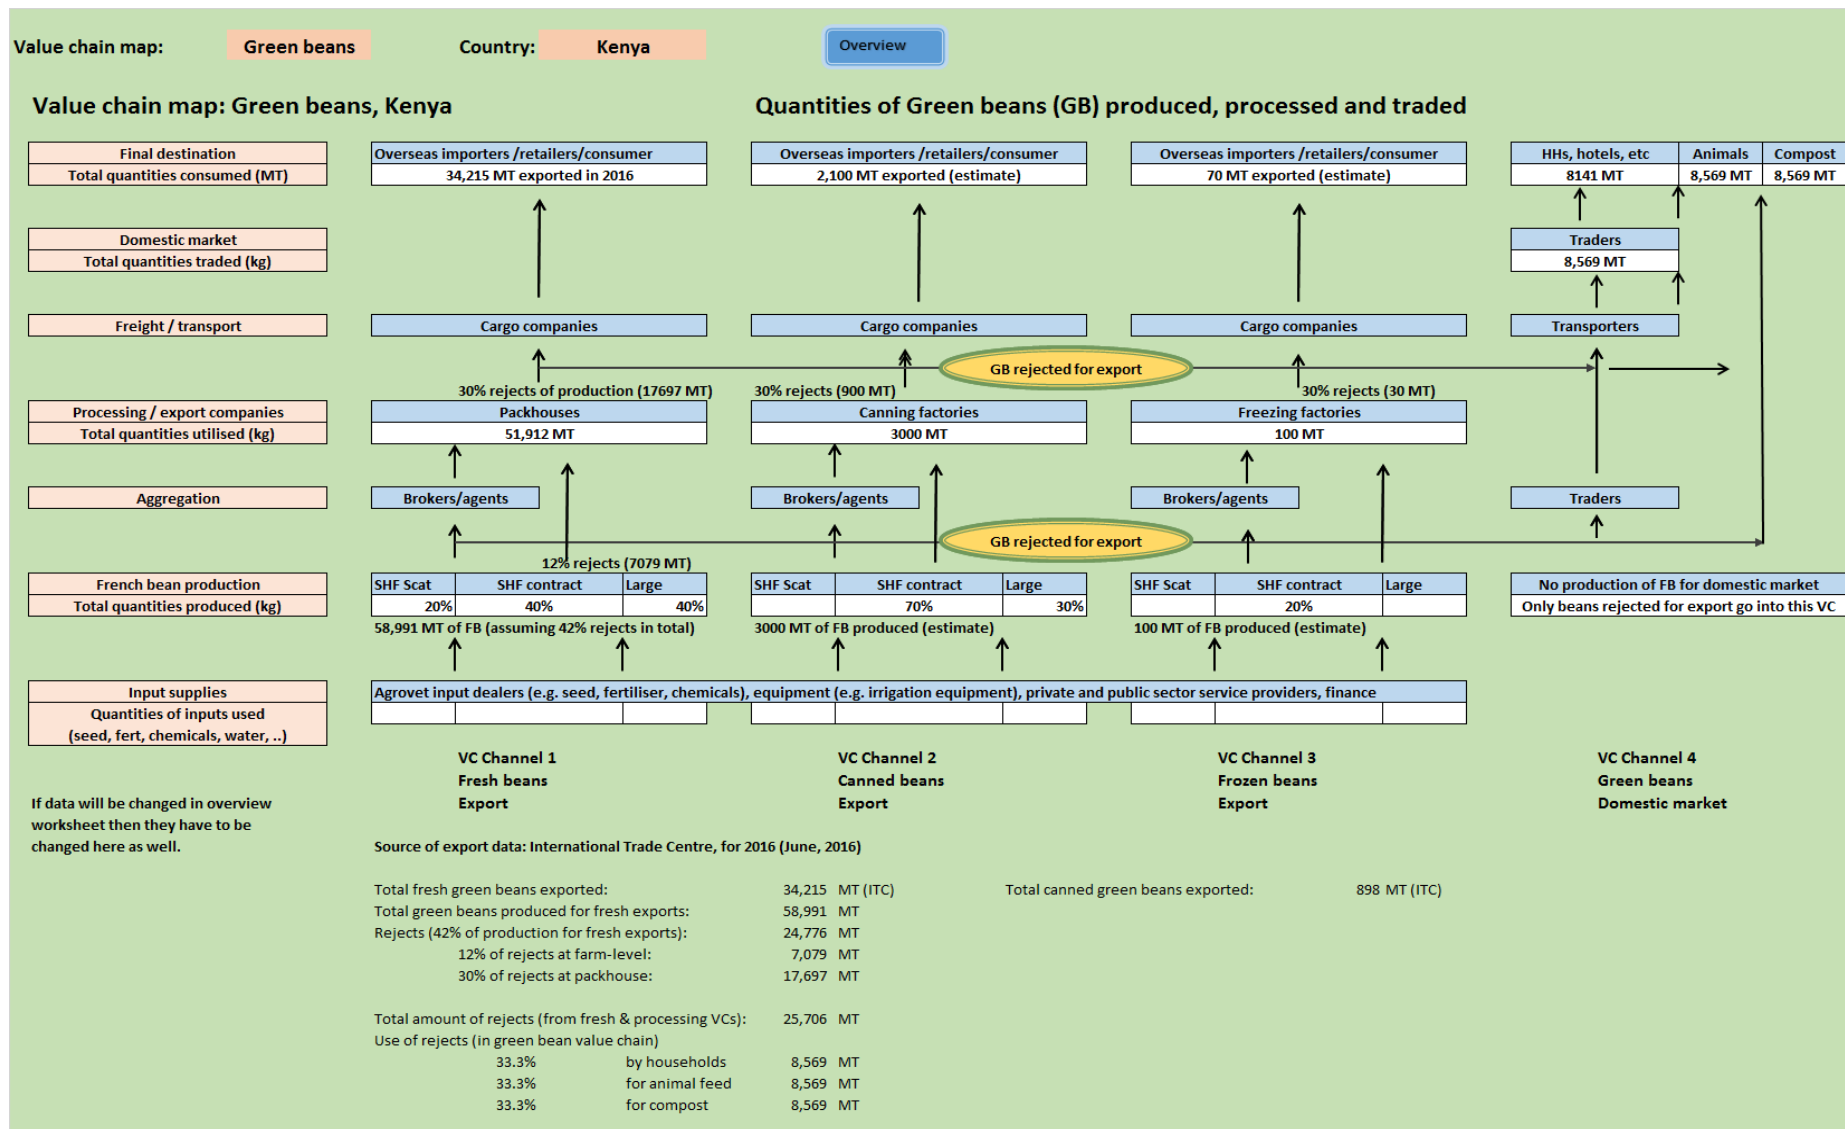 Value chain map: Green beans Country: Kenya Overview
Value chain map: Green beans, Kenya Quantities of Green beans (GB) produced, processed and traded
Final destination Overseas importers /retailers/consumer Overseas importers /retailers/consumer Overseas importers /retailers/consumer HHs, hotels, etc Animals Compost
Total quantities consumed (MT) 34,215 MT exported in 2016 2,100 MT exported (estimate) 70 MT exported (estimate) 8141 MT 8,569 MT 8,569 MT
Domestic market Traders
Total quantities traded (kg) 8,569 MT
Freight / transport Cargo companies Cargo companies Cargo companies Transporters
GB rejected for export
30% rejects of production (17697 MT) 30% rejects (900 MT) 30% rejects (30 MT)
Processing / export companies Packhouses Canning factories Freezing factories
Total quantities utilised (kg) 51,912 MT 3000 MT 100 MT
Aggregation Brokers/agents Brokers/agents Brokers/agents Traders
GB rejected for export
12% rejects (7079 MT)
French bean production SHF Scat SHF contract Large SHF Scat SHF contract Large SHF Scat SHF contract Large No production of FB for domestic market
Total quantities produced (kg) 20% 40% 40% 70% 30% 20% Only beans rejected for export go into this VC
58,991 MT of FB (assuming 42% rejects in total) 3000 MT of FB produced (estimate) 100 MT of FB produced (estimate)
Input supplies Agrovet input dealers (e.g. seed, fertiliser, chemicals), equipment (e.g. irrigation equipment), private and public sector service providers, finance
Quantities of inputs used
(seed, fert, chemicals, water, ..)
VC Channel 1 VC Channel 2 VC Channel 3 VC Channel 4
Fresh beans Canned beans Frozen beans Green beans
Export Export Export Domestic market
If data will be changed in overview
worksheet then they have to be
changed here as well.
Source of export data: International Trade Centre, for 2016 (June, 2016)
Total fresh green beans exported: 34,215 MT (ITC) Total canned green beans exported: 898 MT (ITC)
Total green beans produced for fresh exports: 58,991 MT
Rejects (42% of production for fresh exports): 24,776 MT
12% of rejects at farm-level: 7,079 MT
30% of rejects at packhouse: 17,697 MT
Total amount of rejects (from fresh & processing VCs): 25,706 MT
Use of rejects (in green bean value chain)
33.3% by households 8,569 MT
33.3% for animal feed 8,569 MT
33.3% for compost 8,569 MT